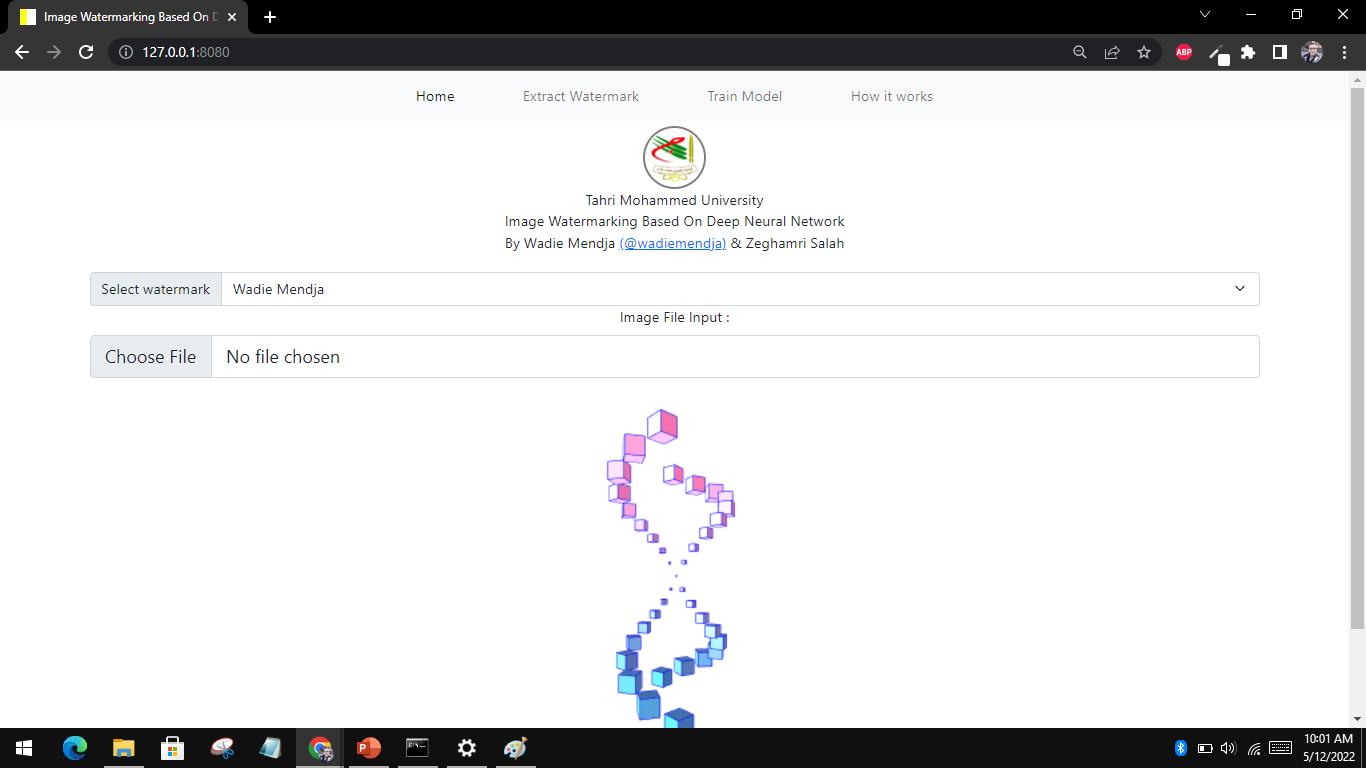 Image Watermarking Based On D
127.0.0.1:8080
ABP
Home Extract Watermark Train Model How it works
Tahri Mohammed University
Image Watermarking Based On Deep Neural Network
By Wadie Mendja (@wadiemendja) & Zeghamri Salah
Select watermark Wadie Mendja
Image File Input :
Choose File No file chosen
10:01 AM
5/12/2022